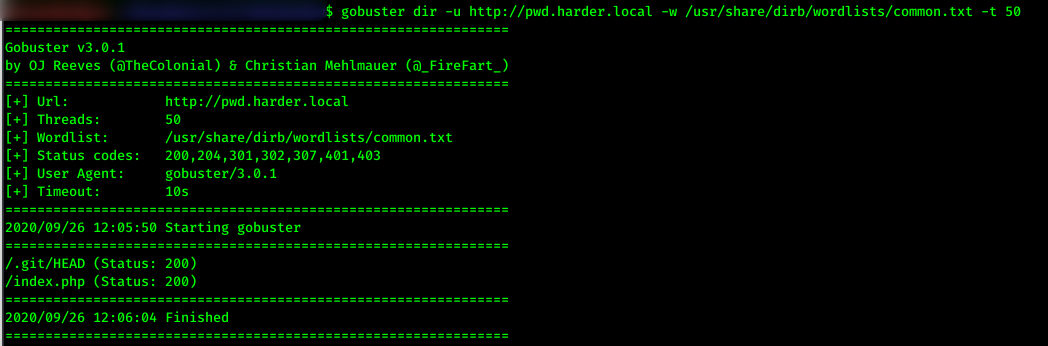 $ gobuster dir -u http://pwd.harder.local -w /usr/share/dirb/wordlists/common.txt -t 50
===============================================================
Gobuster v3.0.1
by OJ Reeves (@TheColonial) & Christian Mehlmauer (@_FireFart_)
===============================================================
[+] Url:            http://pwd.harder.local
[+] Threads:        50
[+] Wordlist:       /usr/share/dirb/wordlists/common.txt
[+] Status codes:   200,204,301,302,307,401,403
[+] User Agent:     gobuster/3.0.1
[+] Timeout:        10s
===============================================================
2020/09/26 12:05:50 Starting gobuster
===============================================================
/.git/HEAD (Status: 200)
/index.php (Status: 200)
===============================================================
2020/09/26 12:06:04 Finished
===============================================================